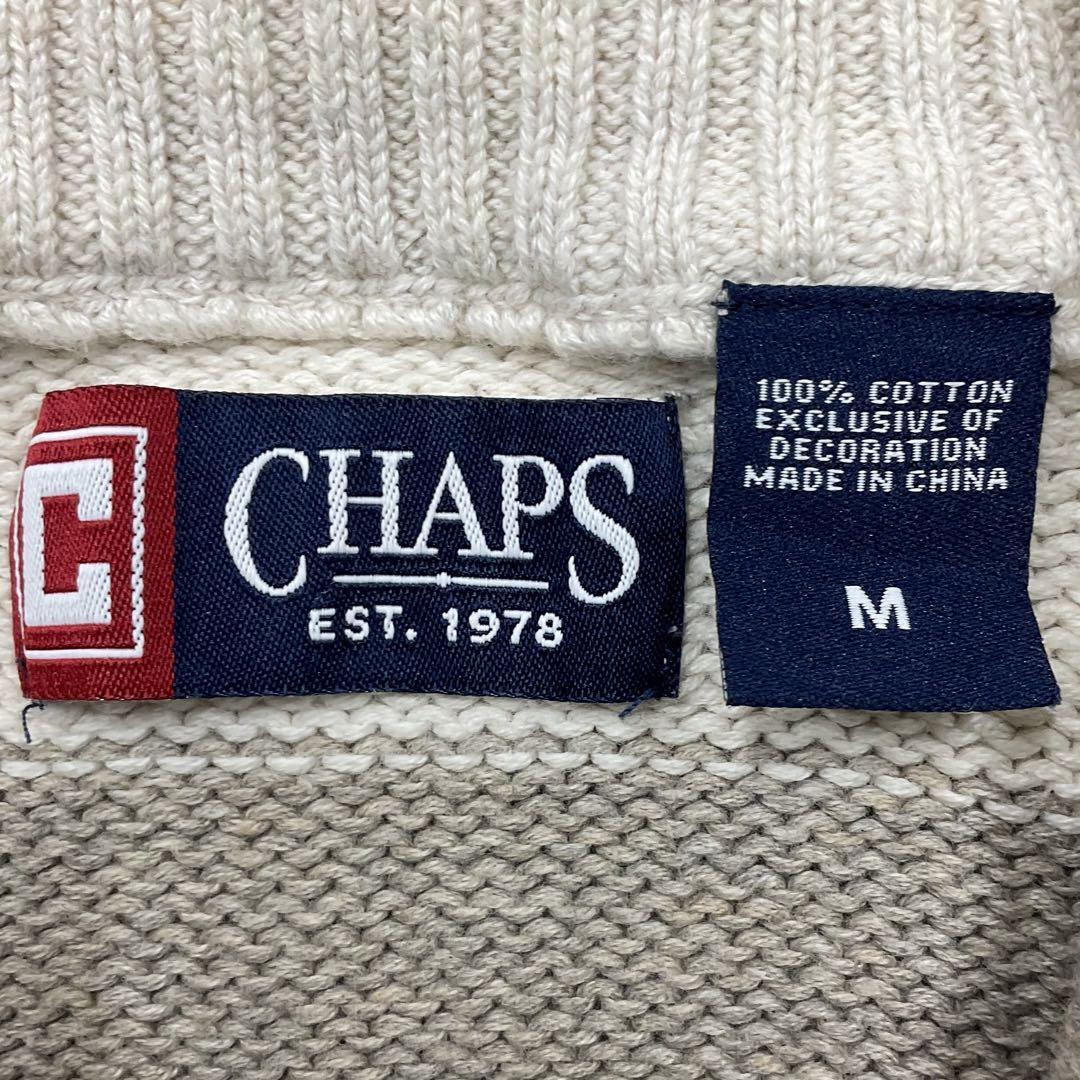 C
CHAPS
EST. 1978
100% COTTON
EXCLUSIVE OF
DECORATION
MADE IN CHINA
M